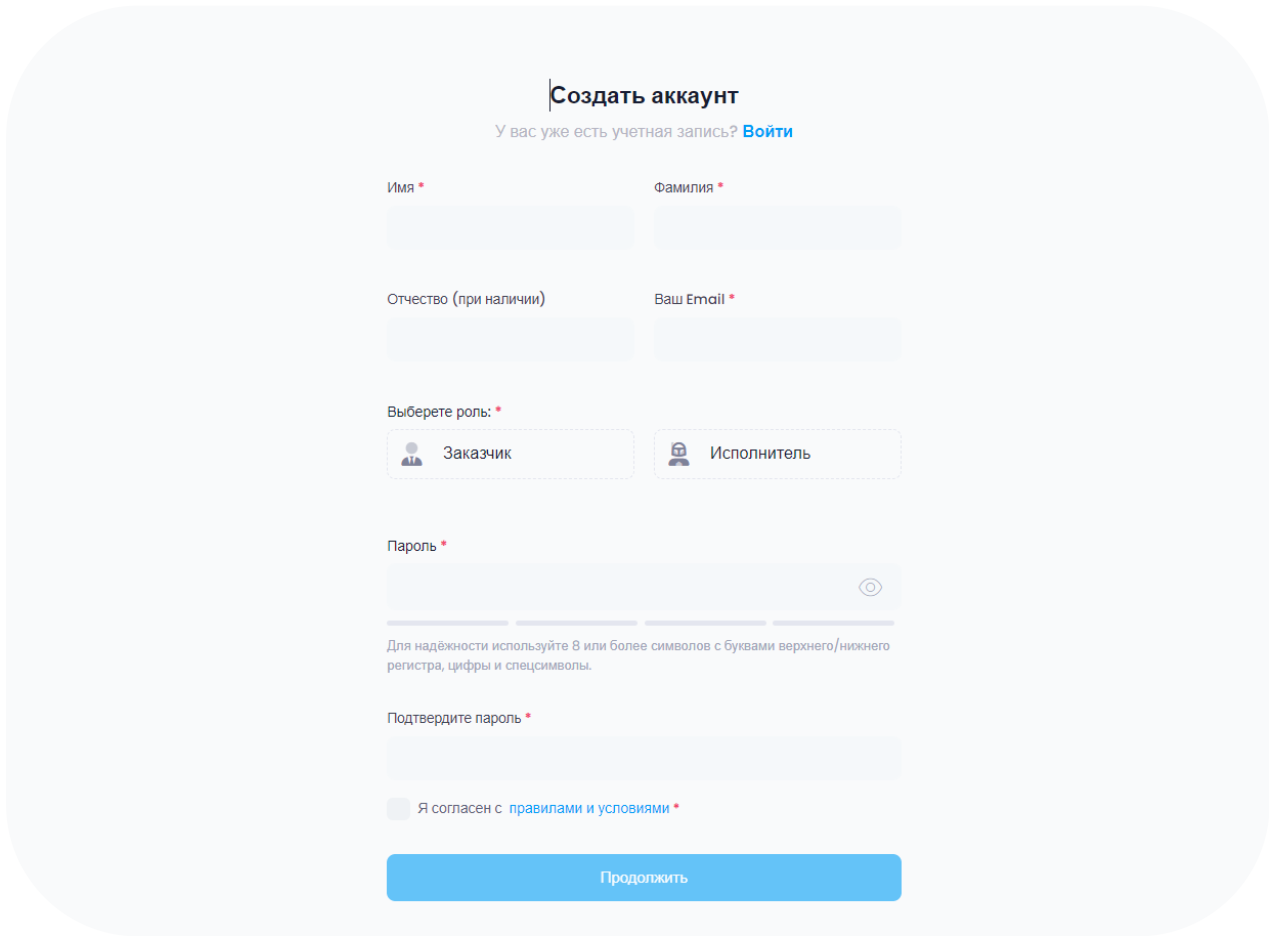 Создать аккаунт
У вас уже есть учетная запись? Войти
Имя * Фамилия *
Отчество (при наличии) Ваш Email *
Выберете роль: *
Заказчик Исполнитель
Пароль *
Для надёжности используйте 8 или более символов с буквами верхнего/нижнего
регистра, цифры и спецсимволы.
Подтвердите пароль *
Я согласен с правилами и условиями *
Продолжить